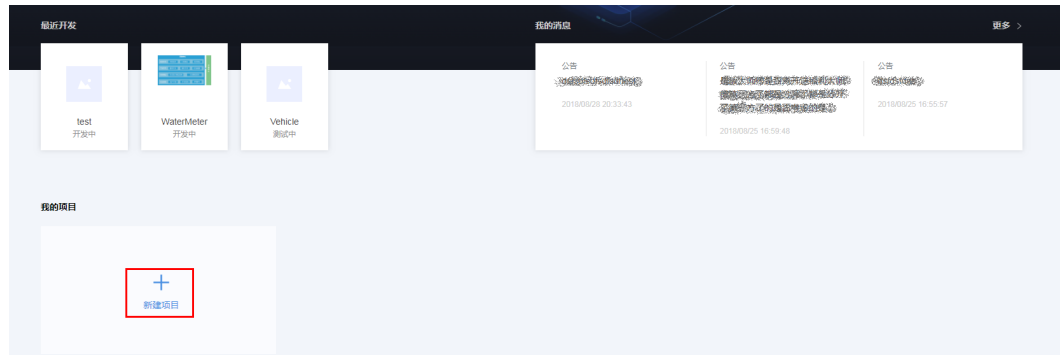 最近开发
我的消息
更多 >
test
开发中
WaterMeter
开发中
Vehicle
测试中
公告
2018/08/28 20:33:43
公告
2018/08/25 16:59:48
公告
2018/08/25 16:55:57
我的项目
新建项目